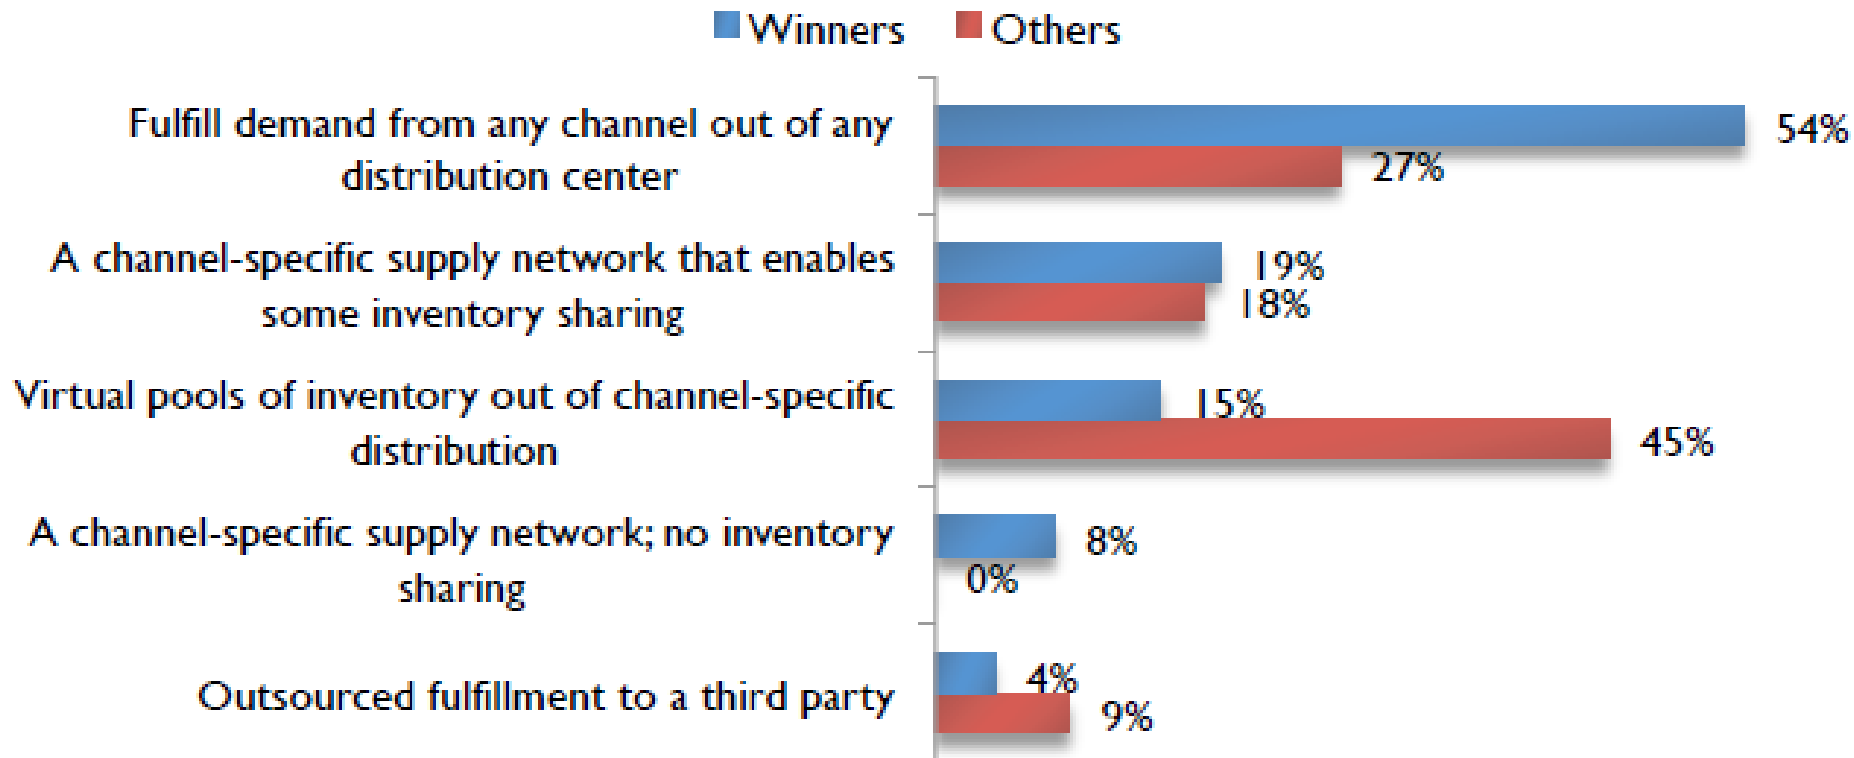 Winners Others
Fulfill demand from any channel out of any
distribution center
54%
27%
A channel-specific supply network that enables
some inventory sharing
19%
18%
Virtual pools of inventory out of channel-specific
distribution
15%
45%
A channel-specific supply network; no inventory
sharing
8%
0%
Outsourced fulfillment to a third party
4%
9%